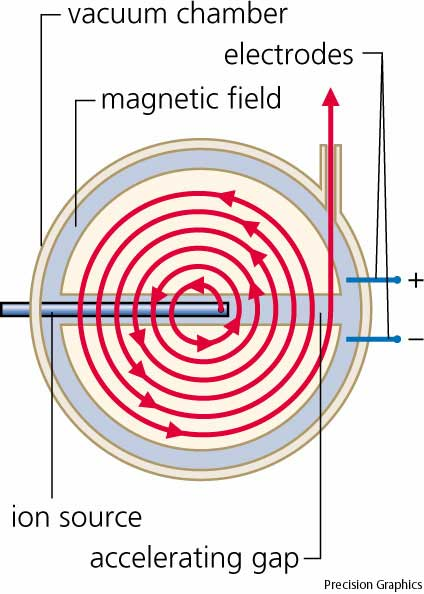 vacuum chamber
electrodes
magnetic field
+
−
ion source
accelerating gap
Precision Graphics